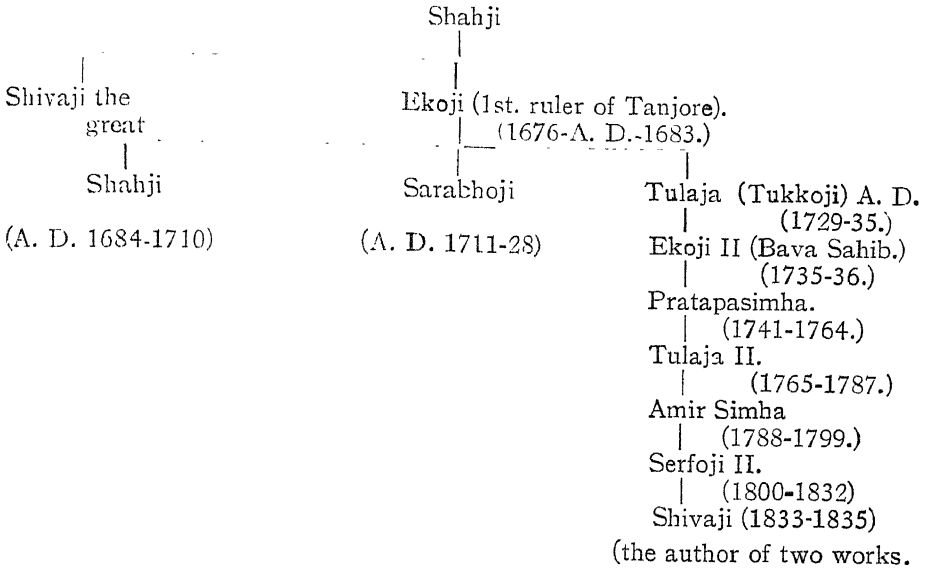 Shahji
Shivaji the
great
Ekoji (1st. ruler of Tanjore).
(1676-A. D.-1683.)
Shahji
(A. D. 1684-1710)
Sarabhoji
(A. D. 1711-28)
Tulaja (Tukkoji) A. D.
(1729-35.)
Ekoji II (Bava Sahib.)
(1735-36.)
Pratapasimha.
(1741-1764.)
Tulaja II.
(1765-1787.)
Amir Simha
(1788-1799.)
Serfoji II.
(1800-1832)
Shivaji (1833-1835)
(the author of two works.